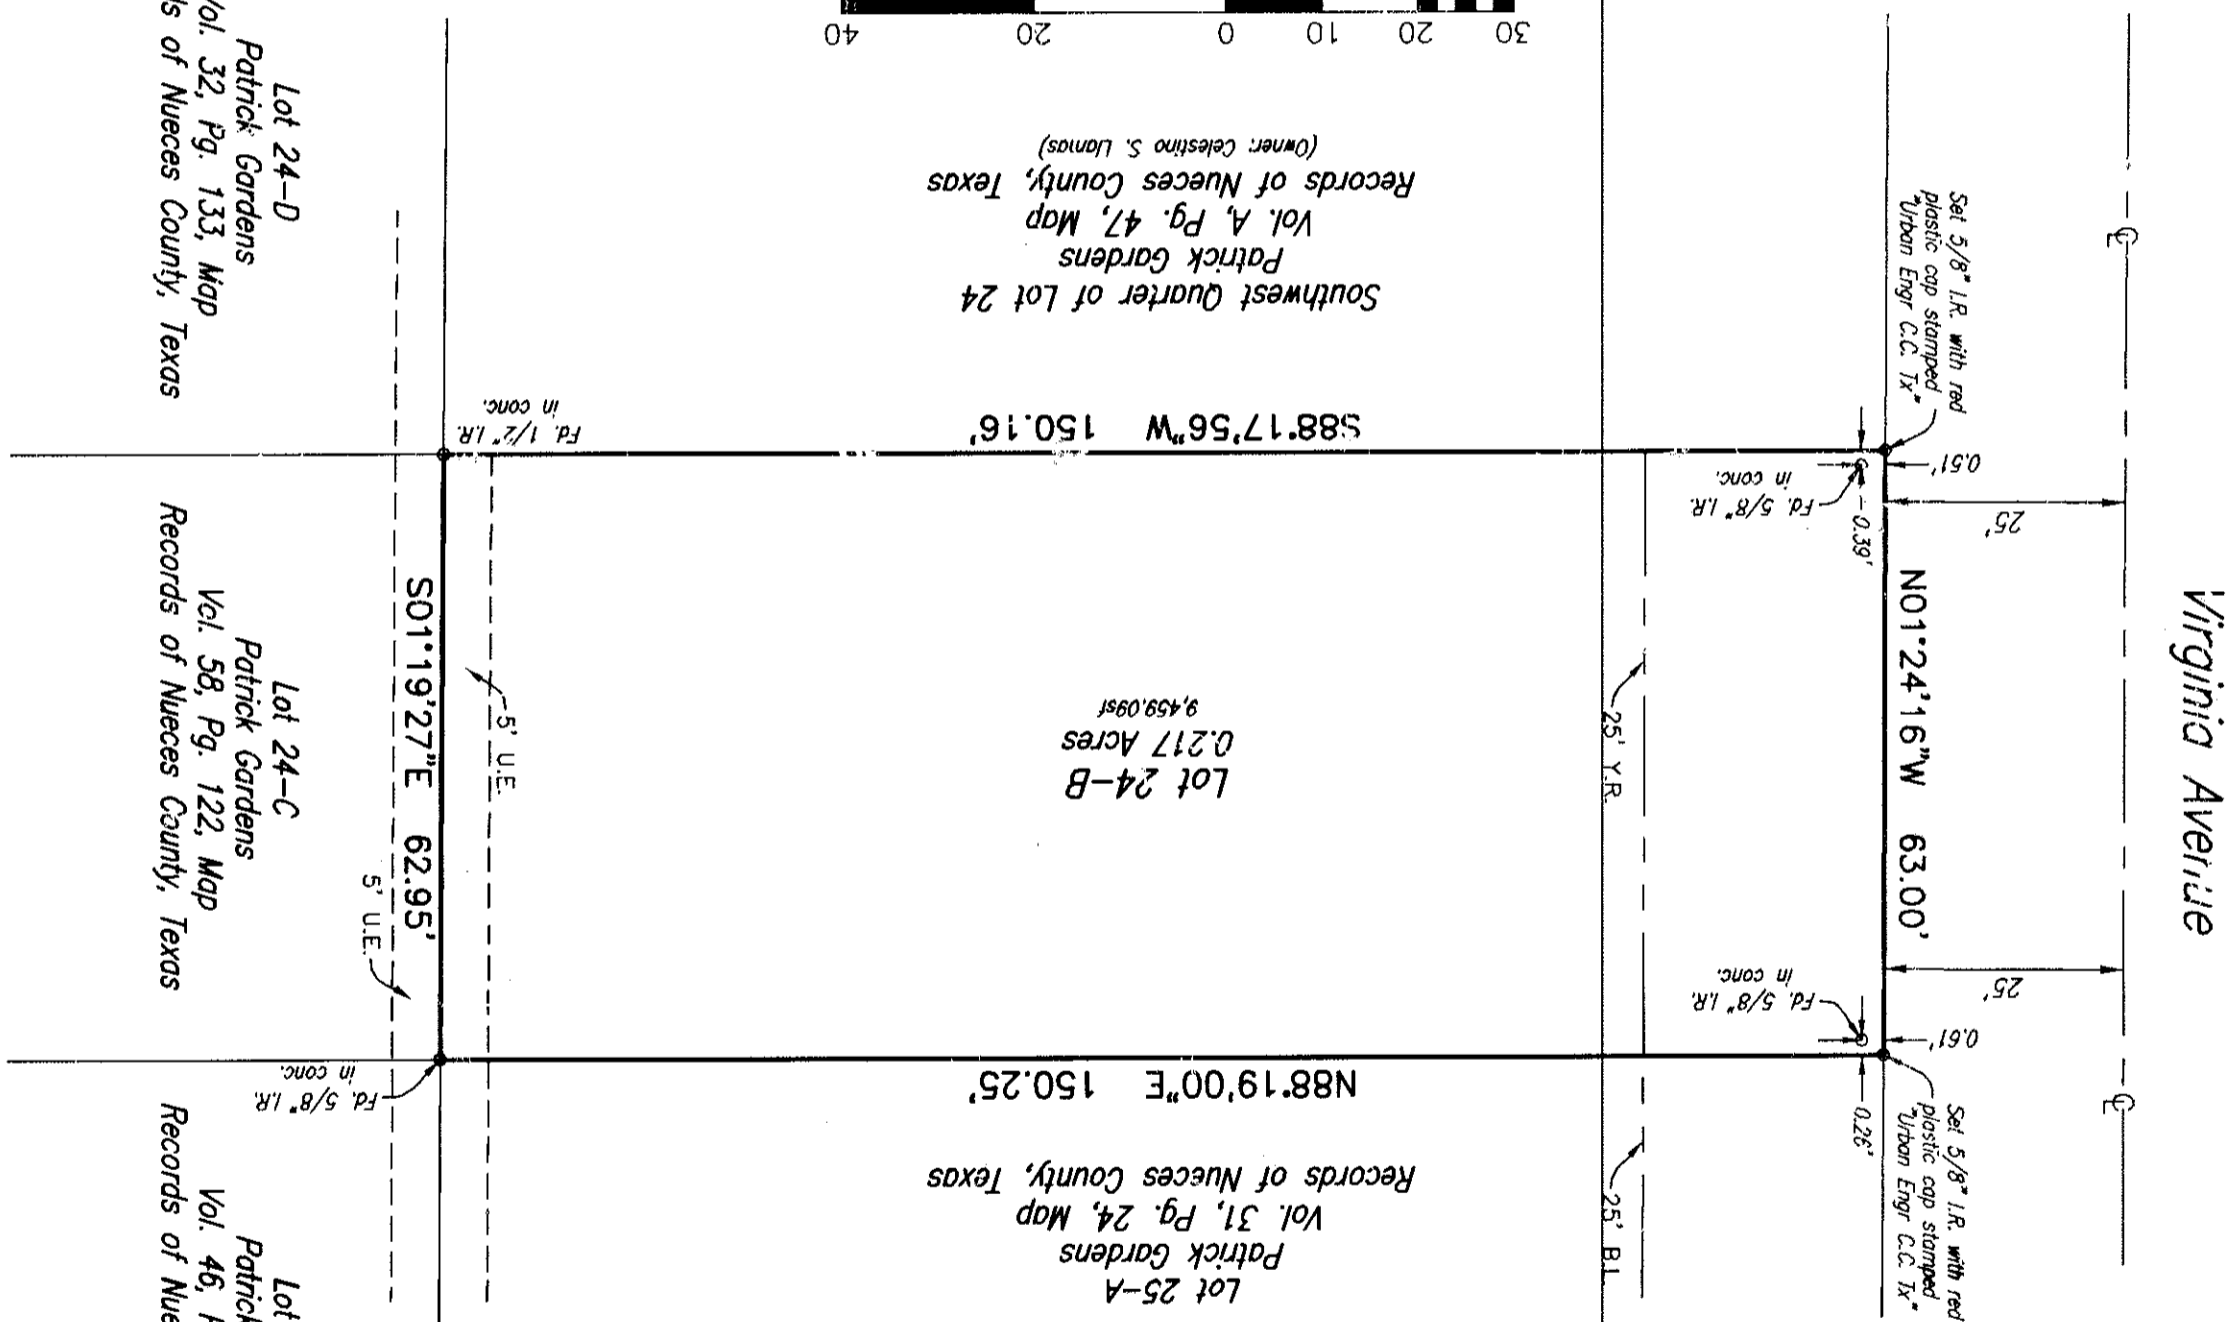 Virginia Avenue
40 20 0 10 20 30
Lot 24-D
Patrick Gardens
Vol. 32, Pg. 133, Map
of Nueces County, Texas
Southwest Quarter of Lot 24
Patrick Gardens
Vol. A, Pg. 47, Map
Records of Nueces County, Texas
(Owner: Celestino S. Llamas)
Set 5/8" I.R. with red
plastic cap stamped
"Urban Engr C.C. Tx"
Fd. 1/2" I.R.
in conc.
S88°17'56"W 150.16'
0.51'
Fd. 5/8" I.R.
in conc.
0.39'
25'
N01°24'16"W 63.00'
Lot 24-C
Patrick Gardens
Vol. 58, Pg. 122, Map
Records of Nueces County, Texas
S01°19'27"E 62.95'
5' U.E.
5' U.E.
Lot 24-B
0.217 Acres
9,459.09sf
25' Y.R.
Fd. 5/8" I.R.
in conc.
25'
0.61'
0.26'
Fd. 5/8" I.R.
in conc.
N88°19'00"E 150.25'
Lot 25-A
Patrick Gardens
Vol. 31, Pg. 24, Map
Records of Nueces County, Texas
25' B.L.
Set 5/8" I.R. with red
plastic cap stamped
"Urban Engr C.C. Tx"
Lot
Patrick
Vol. 46,
Records of